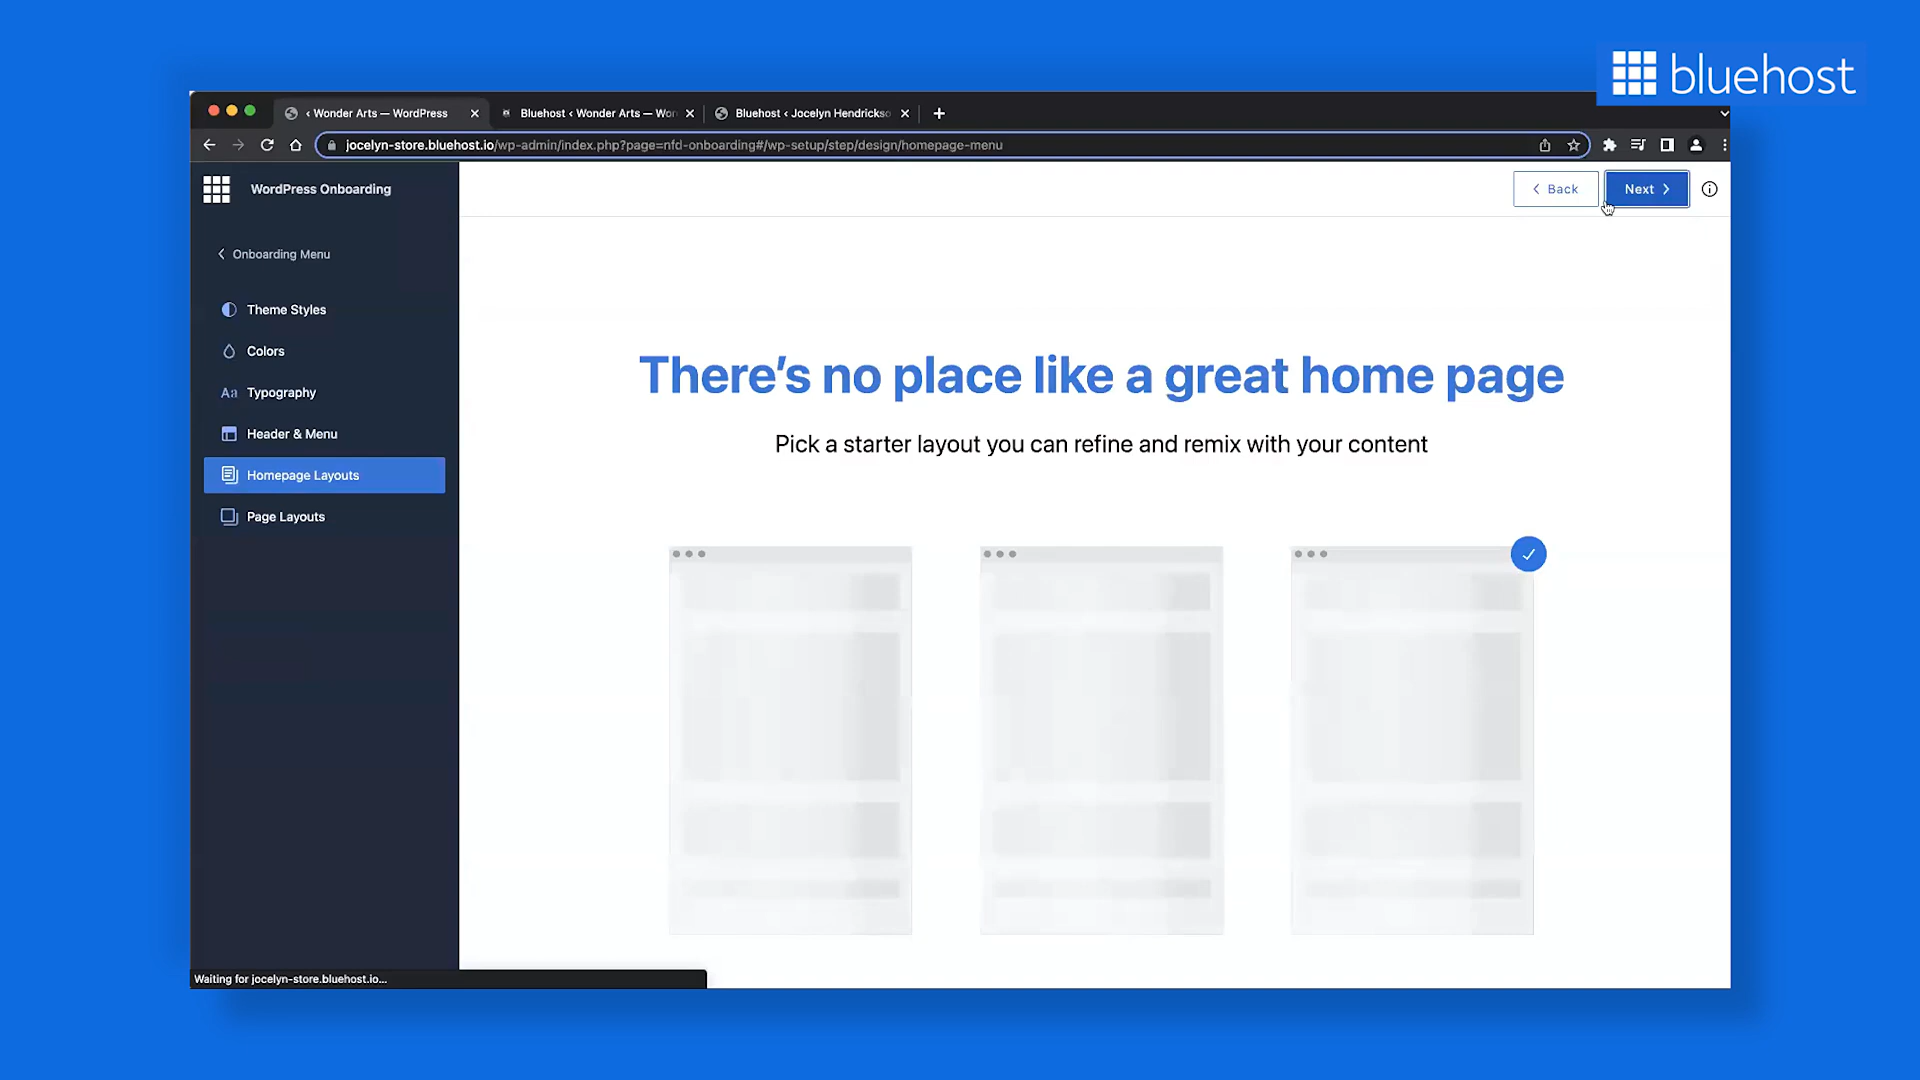 bluehost
‹ Wonder Arts — WordPress
Bluehost ‹ Wonder Arts — Wor
Bluehost ‹ Jocelyn Hendrickso
jocelyn-store.bluehost.io/wp-admin/index.php?page=nfd-onboarding#/wp-setup/step/design/homepage-menu
WordPress Onboarding
Back
Next
Onboarding Menu
Theme Styles
Colors
Aa Typography
Header & Menu
Homepage Layouts
Page Layouts
There's no place like a great home page
Pick a starter layout you can refine and remix with your content
Waiting for jocelyn-store.bluehost.io...